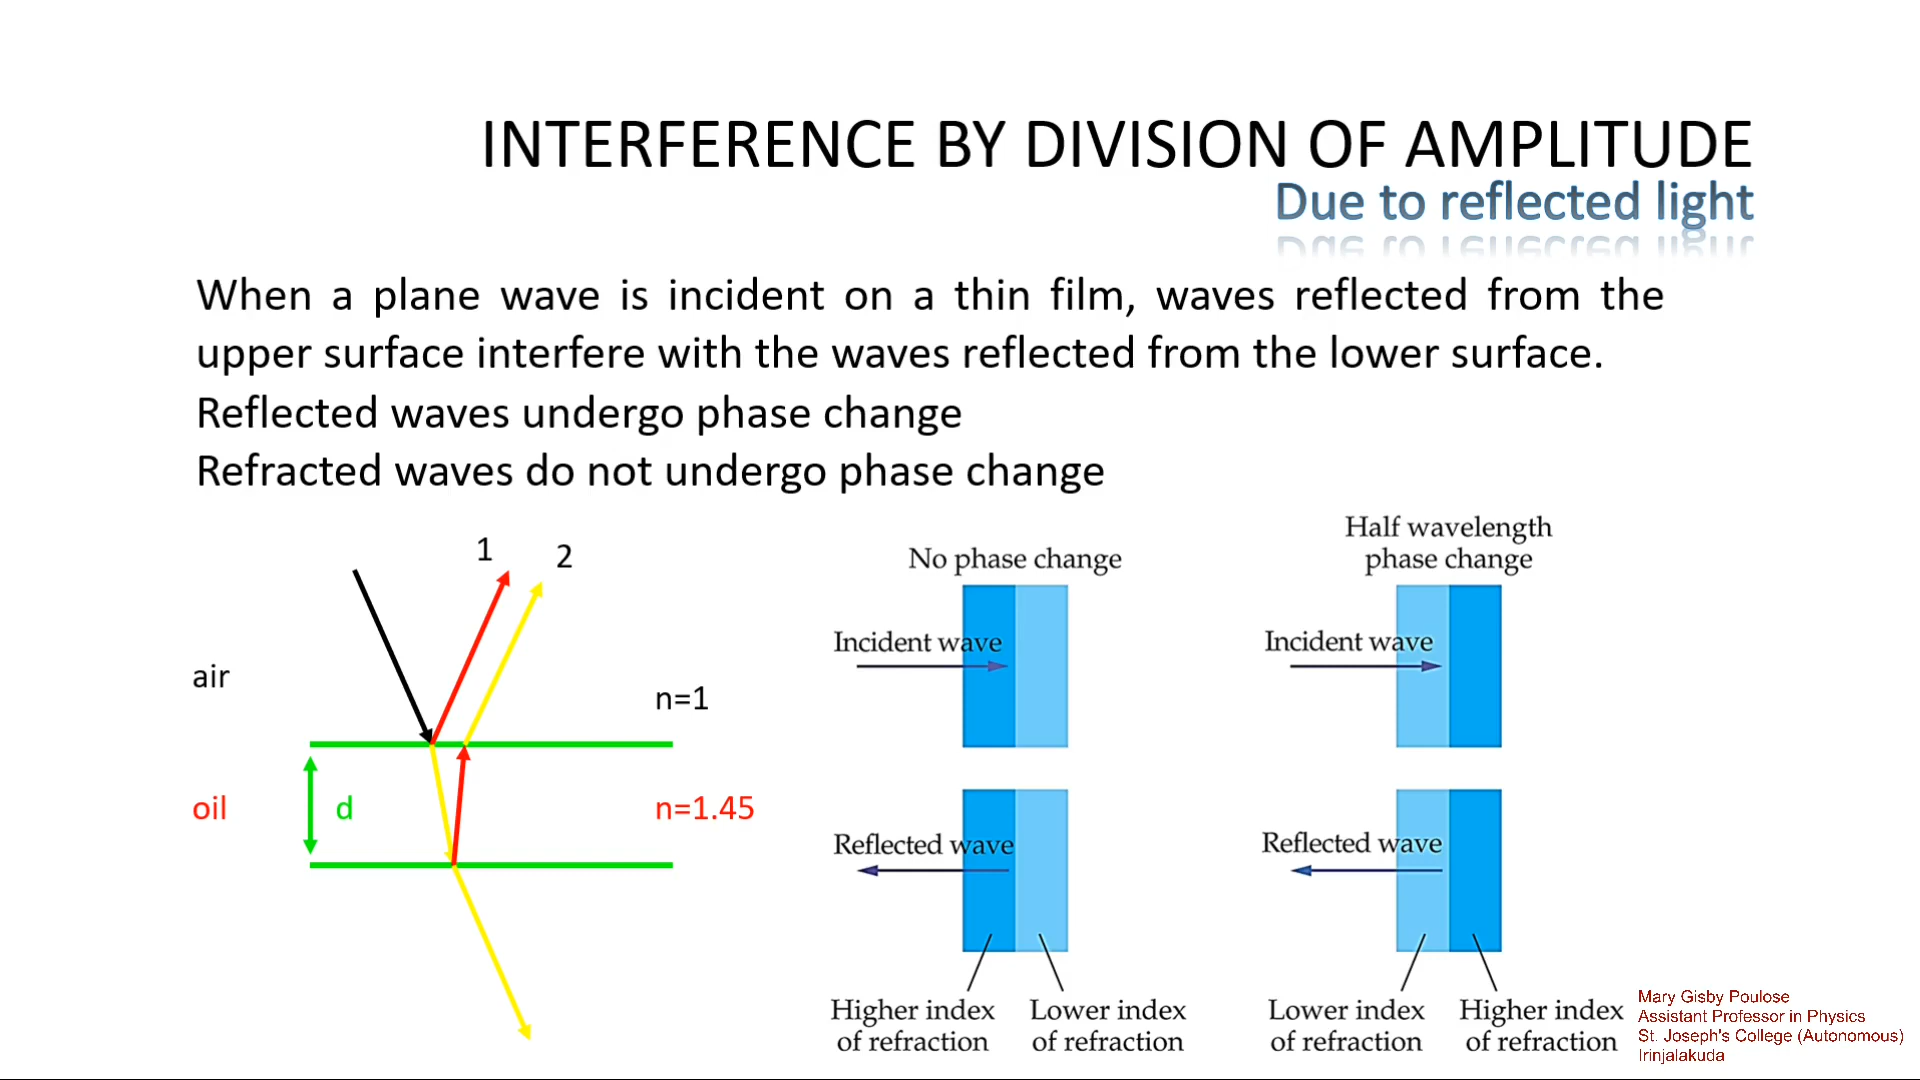 INTERFERENCE BY DIVISION OF AMPLITUDE
Due to reflected light
When a plane wave is incident on a thin film, waves reflected from the
upper surface interfere with the waves reflected from the lower surface.
Reflected waves undergo phase change
Refracted waves do not undergo phase change
1
2
air
n=1
oil
d
n=1.45
No phase change
Incident wave
Reflected wave
Higher index
of refraction
Lower index
of refraction
Half wavelength
phase change
Incident wave
Reflected wave
Lower index
of refraction
Higher index
of refraction
Mary Gisby Poulose
Assistant Professor in Physics
St. Joseph's College (Autonomous)
Irinjalakuda